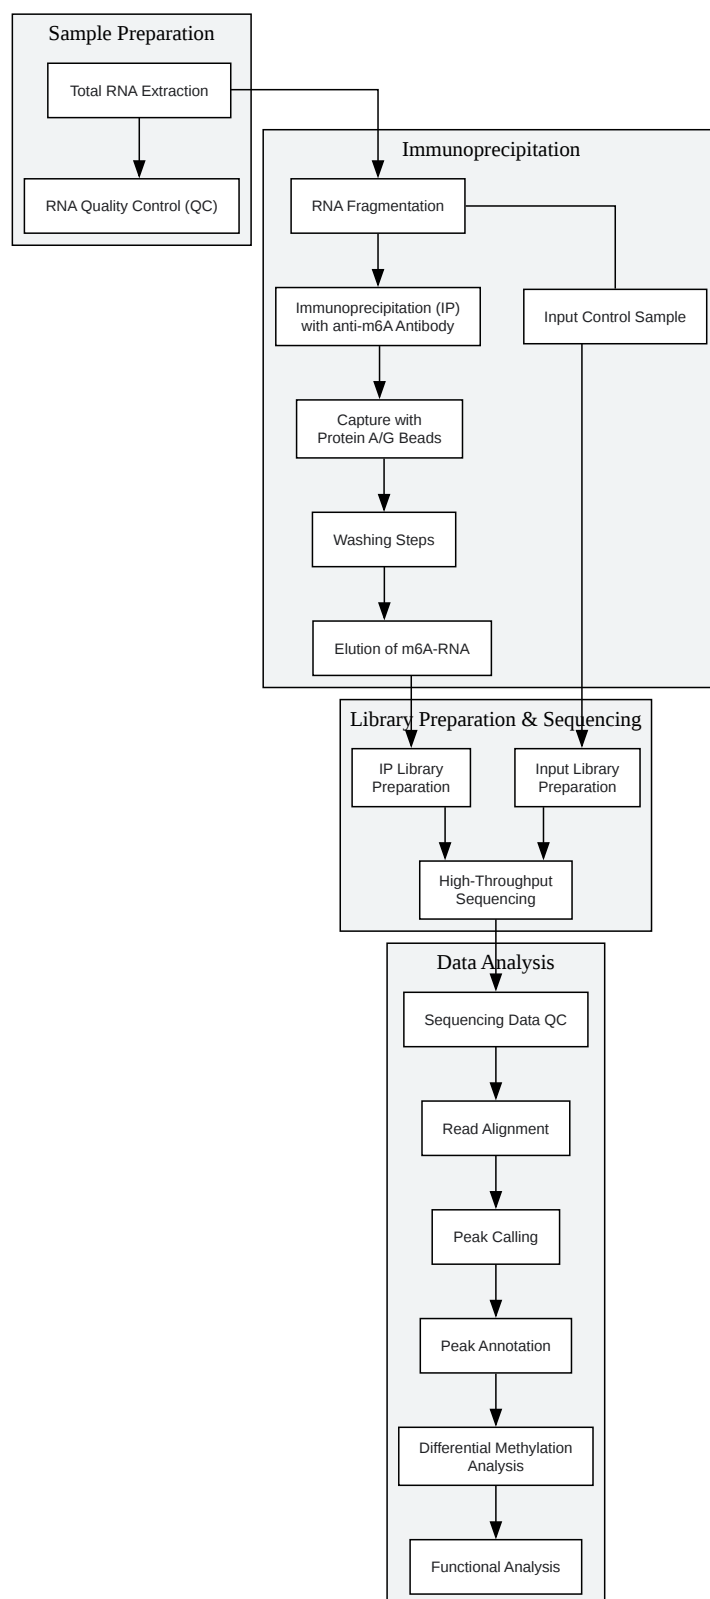 Sample Preparation
Total RNA Extraction
RNA Quality Control (QC)
Immunoprecipitation
RNA Fragmentation
Immunoprecipitation (IP)
with anti-m6A Antibody
Input Control Sample
Capture with
Protein A/G Beads
Washing Steps
Elution of m6A-RNA
Library Preparation & Sequencing
IP Library
Preparation
Input Library
Preparation
High-Throughput
Sequencing
Data Analysis
Sequencing Data QC
Read Alignment
Peak Calling
Peak Annotation
Differential Methylation
Analysis
Functional Analysis